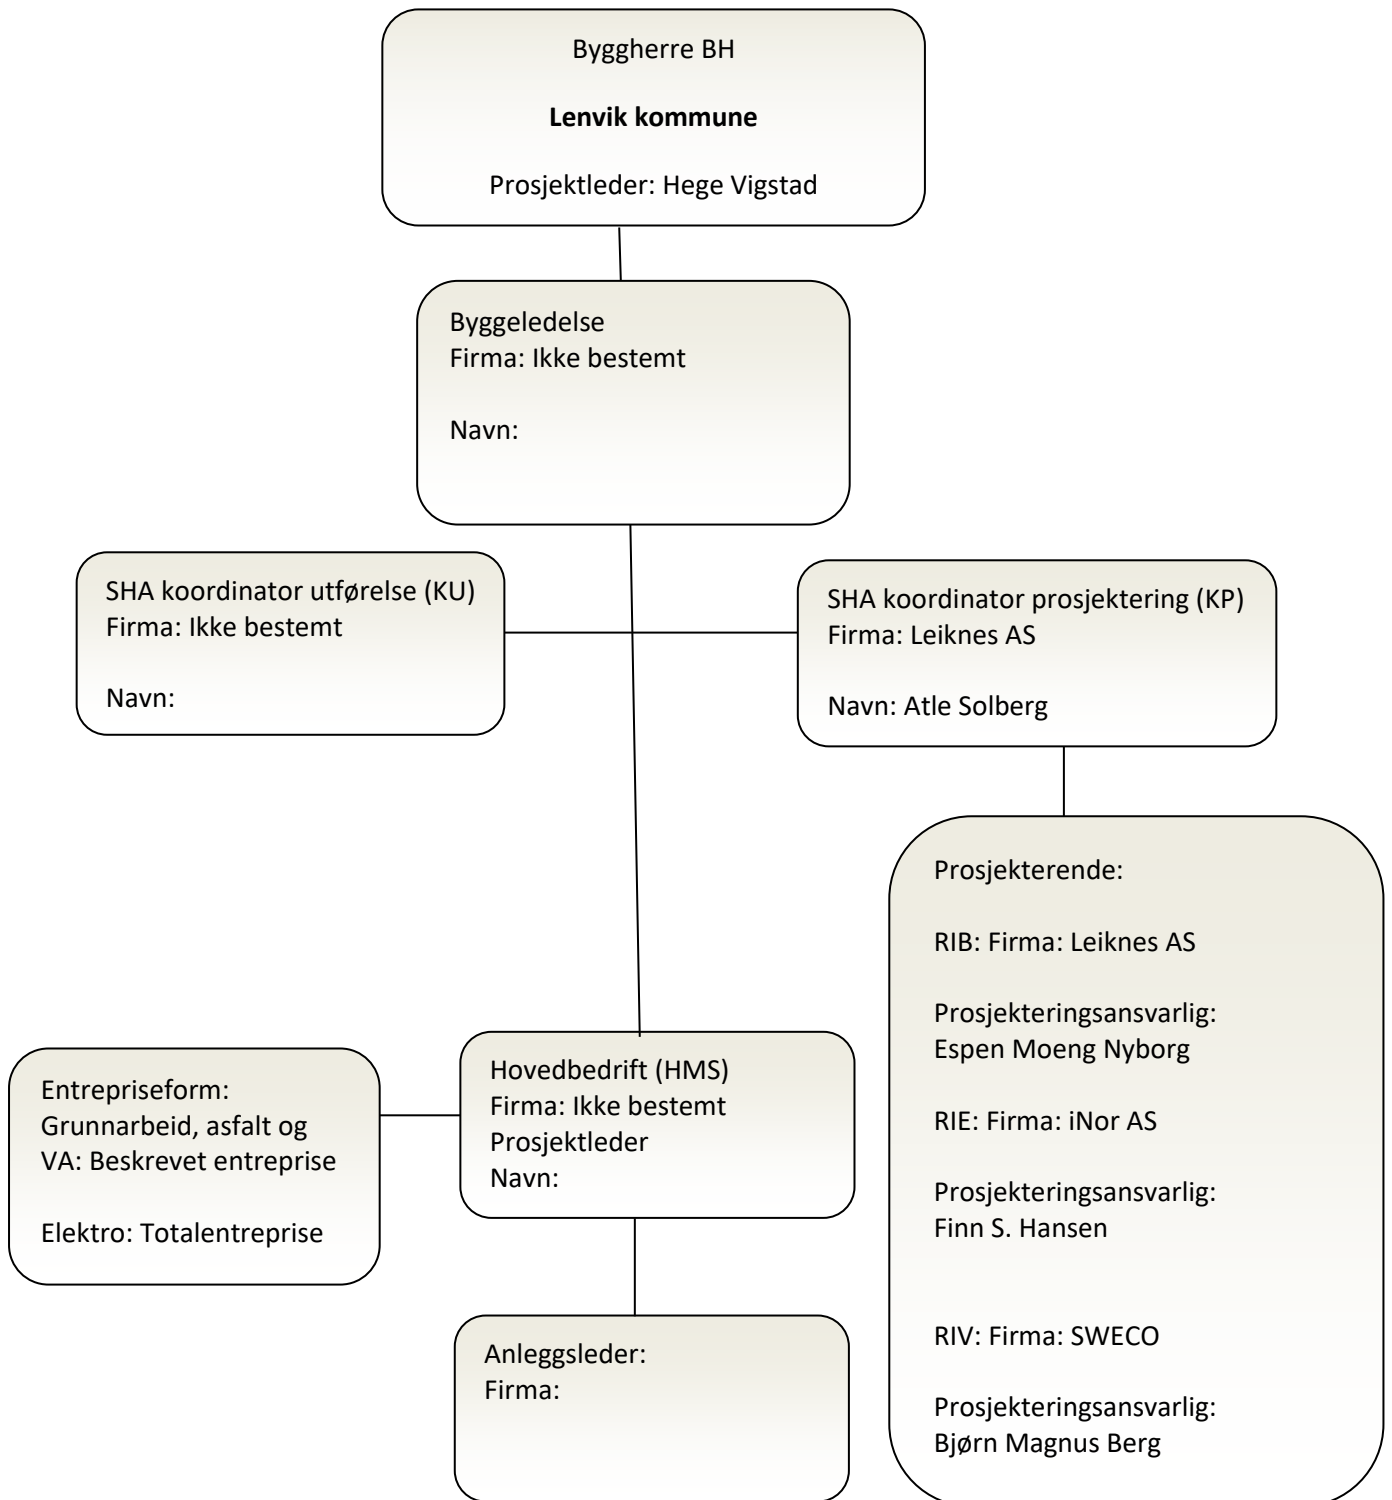 Byggherre BH
Lenvik kommune
Prosjektleder: Hege Vigstad
Byggeledelse
Firma: Ikke bestemt
Navn:
SHA koordinator utførelse (KU)
Firma: Ikke bestemt
Navn:
SHA koordinator prosjektering (KP)
Firma: Leiknes AS
Navn: Atle Solberg
Prosjekterende:
RIB: Firma: Leiknes AS
Prosjekteringsansvarlig:
Espen Moeng Nyborg
RIE: Firma: iNor AS
Prosjekteringsansvarlig:
Finn S. Hansen
RIV: Firma: SWECO
Prosjekteringsansvarlig:
Bjørn Magnus Berg
Entrepriseform:
Grunnarbeid, asfalt og
VA: Beskrevet entreprise
Elektro: Totalentreprise
Hovedbedrift (HMS)
Firma: Ikke bestemt
Prosjektleder
Navn:
Anleggsleder:
Firma: